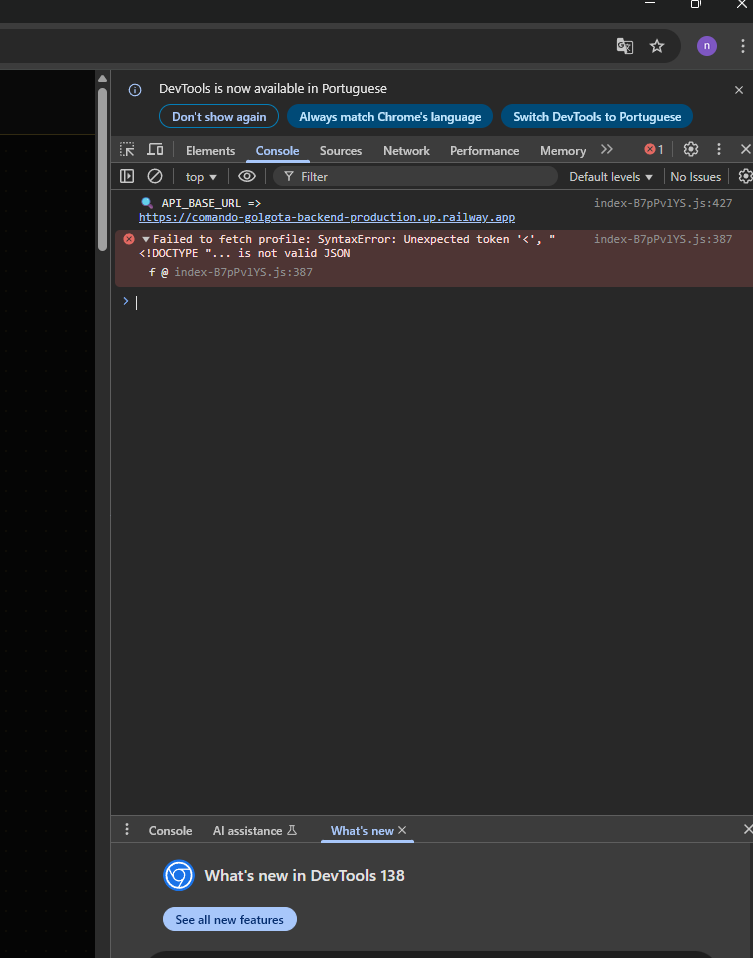 n
DevTools is now available in Portuguese
Don't show again Always match Chrome's language Switch DevTools to Portuguese
Elements Console Sources Network Performance Memory 1
top Filter Default levels No Issues
API_BASE_URL => index-B7pPvlYS.js:427
https://comando-golgota-backend-production.up.railway.app
Failed to fetch profile: SyntaxError: Unexpected token '<', " index-B7pPvlYS.js:387
<!DOCTYPE "... is not valid JSON
f @ index-B7pPvlYS.js:387
Console AI assistance What's new
What's new in DevTools 138
See all new features